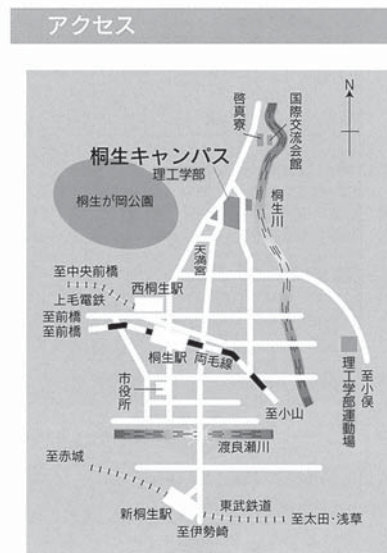 アクセス
N
啓真寮
国際交流会館
桐生キャンパス
理工学部
桐生が岡公園
桐生川
天満宮
至中央前橋
西桐生駅
上毛電鉄
至前橋
至前橋
桐生駅
両毛線
市役所
理工学部運動場
至小俣
至小山
渡良瀬川
至赤城
新桐生駅
東武鉄道
至太田・浅草
至伊勢崎